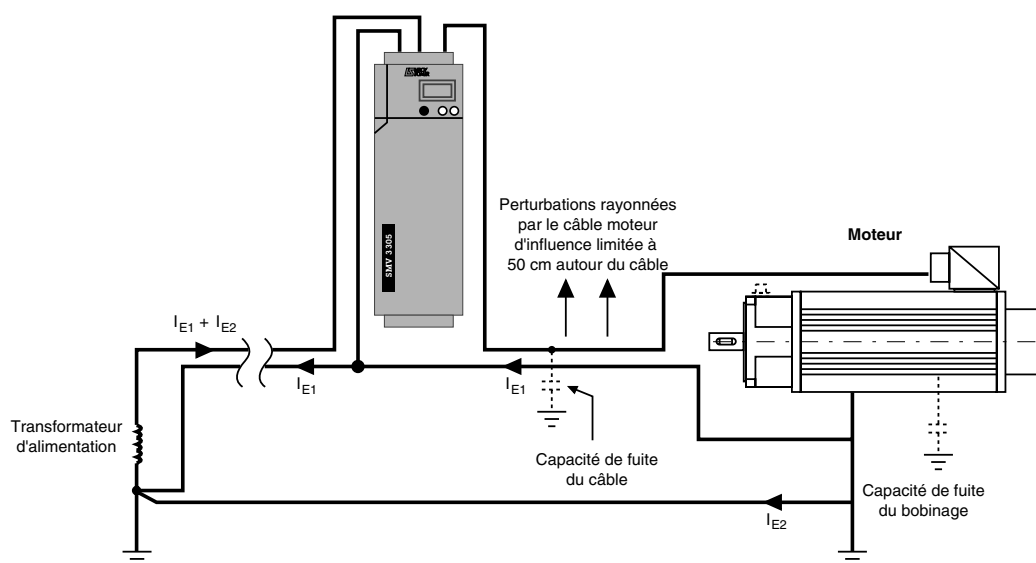 SMV 3305
Perturbations rayonnées
par le câble moteur
d'influence limitée à
50 cm autour du câble
Moteur
IE1 + IE2
IE1
IE1
Transformateur
d'alimentation
Capacité de fuite
du câble
Capacité de fuite
du bobinage
IE2